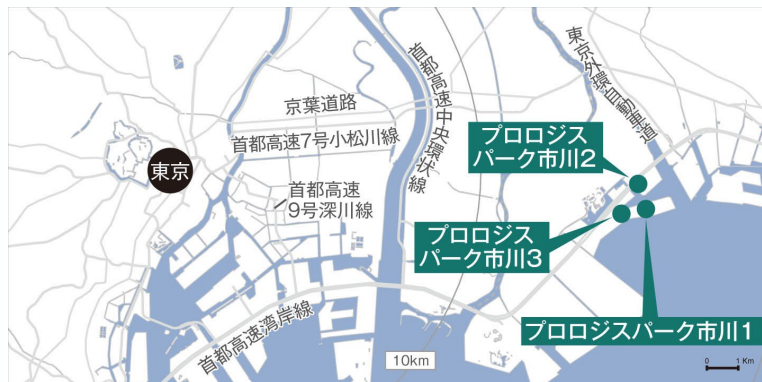 首都高速中央環状線
東京外環自動車道
京葉道路
首都高速7号小松川線
東京
首都高速
9号深川線
プロロジス
パーク市川2
プロロジス
パーク市川3
プロロジスパーク市川1
首都高速湾岸線
10km
0 1 Km